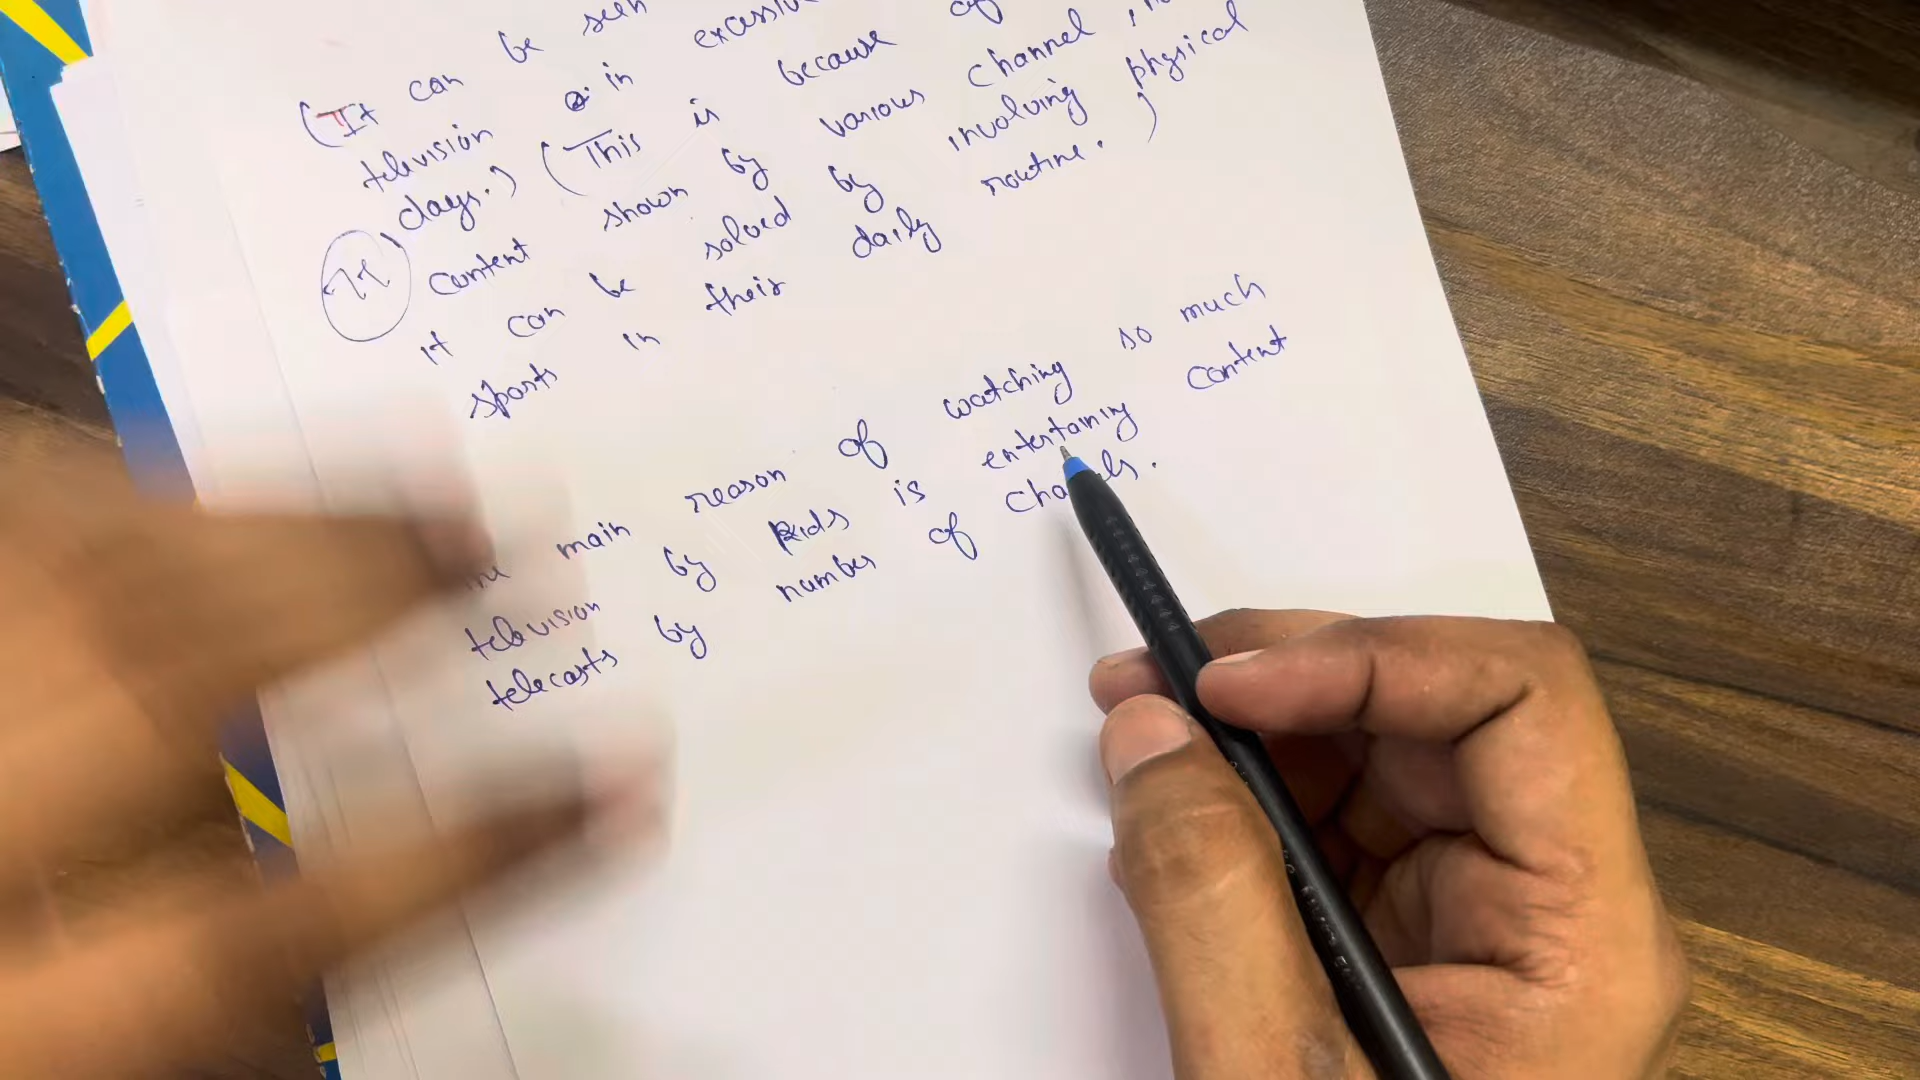 (It can be seen
television in excessive
days.) (This is because of
content shown by various channel,
it can be solved by involving physical
sports in their daily routine.)
main reason of watching so much
television by kids is entertaining content
telecasts by number of